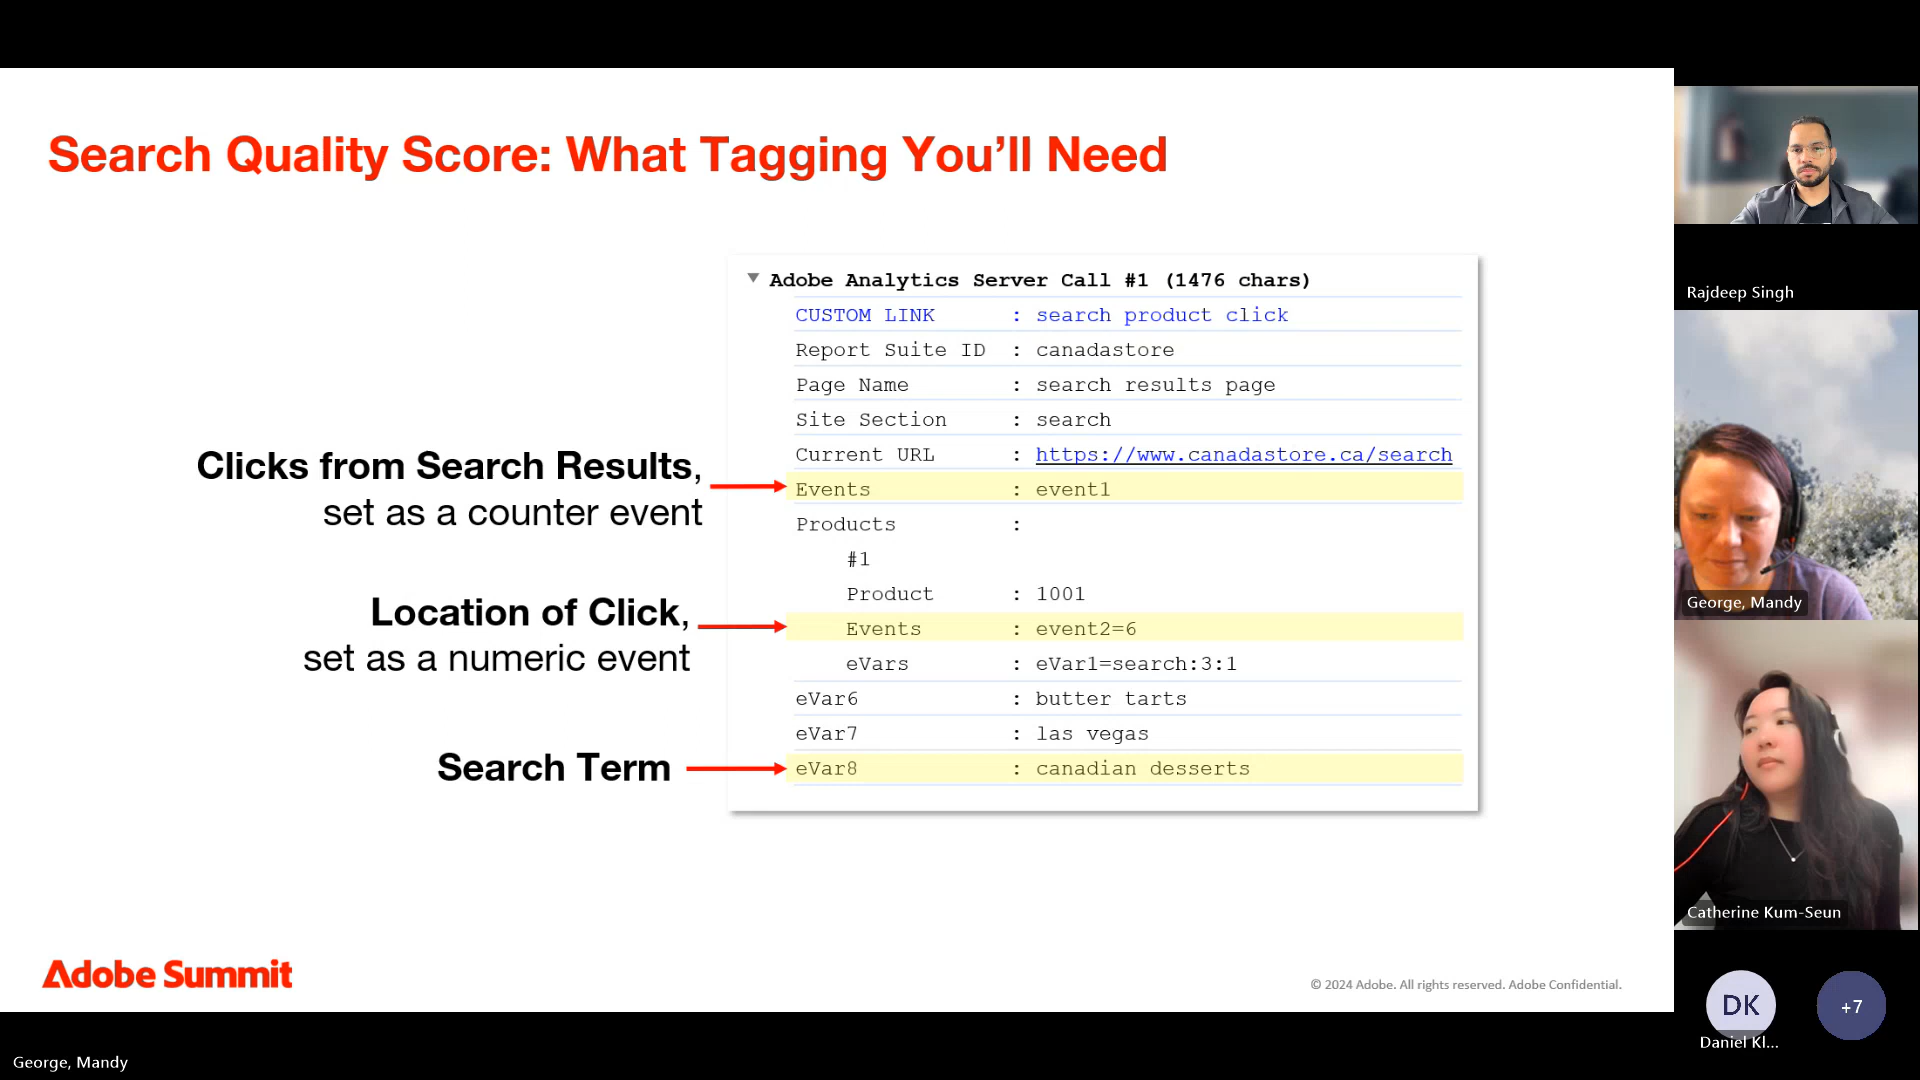 Search Quality Score: What Tagging You'll Need
Adobe Analytics Server Call #1 (1476 chars)
CUSTOM LINK : search product click
Report Suite ID : canadastore
Page Name : search results page
Site Section : search
Current URL : https://www.canadastore.ca/search
Clicks from Search Results,
set as a counter event
Events : event1
Products :
#1
Product : 1001
Location of Click,
set as a numeric event
Events : event2=6
eVars : eVar1=search:3:1
eVar6 : butter tarts
eVar7 : las vegas
Search Term
eVar8 : canadian desserts
Adobe Summit
© 2024 Adobe. All rights reserved. Adobe Confidential.
Rajdeep Singh
George, Mandy
Catherine Kum-Seun
DK
Daniel Kl...
+7
George, Mandy